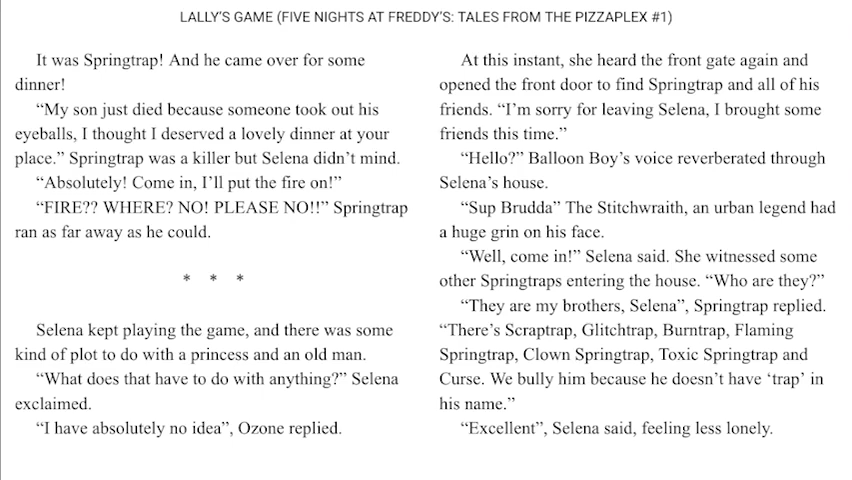 LALLY'S GAME (FIVE NIGHTS AT FREDDY'S: TALES FROM THE PIZZAPLEX #1)
It was Springtrap! And he came over for some
dinner!
“My son just died because someone took out his
eyeballs, I thought I deserved a lovely dinner at your
place.” Springtrap was a killer but Selena didn’t mind.
“Absolutely! Come in, I’ll put the fire on!”
“FIRE?? WHERE? NO! PLEASE NO!!” Springtrap
ran as far away as he could.
* * *
Selena kept playing the game, and there was some
kind of plot to do with a princess and an old man.
“What does that have to do with anything?” Selena
exclaimed.
“I have absolutely no idea”, Ozone replied.
At this instant, she heard the front gate again and
opened the front door to find Springtrap and all of his
friends. “I’m sorry for leaving Selena, I brought some
friends this time.”
“Hello?” Balloon Boy’s voice reverberated through
Selena’s house.
“Sup Brudda” The Stitchwraith, an urban legend had
a huge grin on his face.
“Well, come in!” Selena said. She witnessed some
other Springtraps entering the house. “Who are they?”
“They are my brothers, Selena”, Springtrap replied.
“There’s Scraptrap, Glitchtrap, Burntrap, Flaming
Springtrap, Clown Springtrap, Toxic Springtrap and
Curse. We bully him because he doesn’t have ‘trap’ in
his name.”
“Excellent”, Selena said, feeling less lonely.